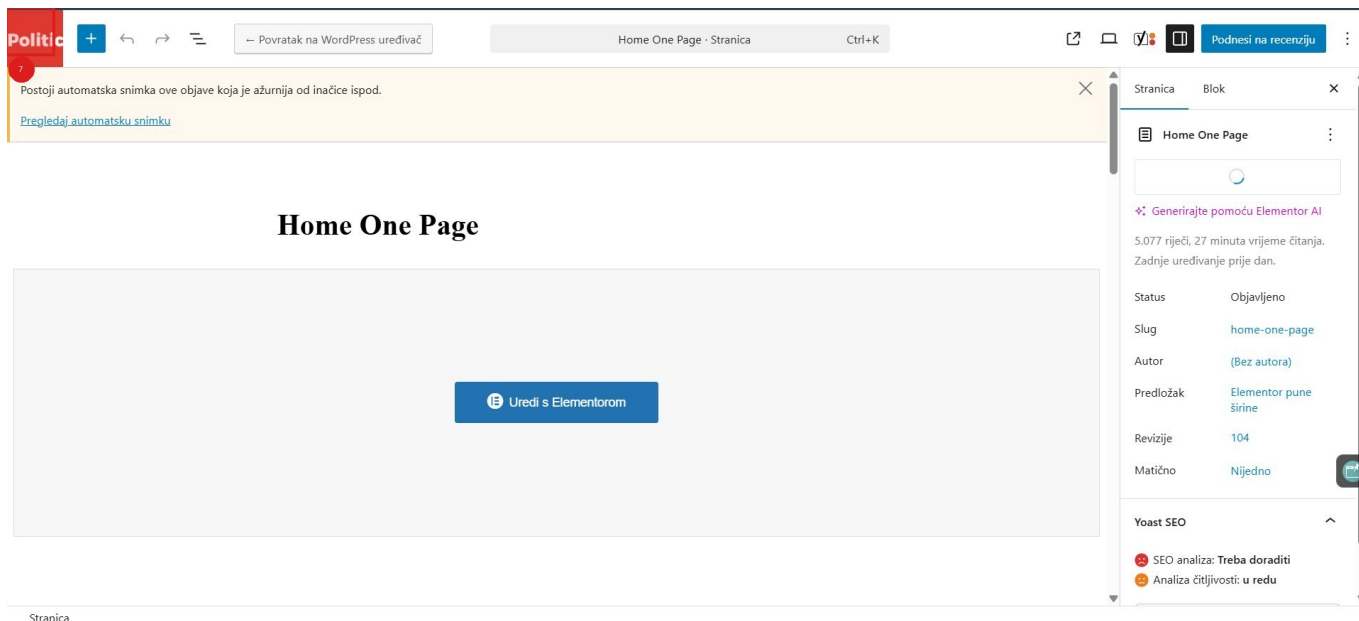 Politic
← Povratak na WordPress uređivač
Home One Page · Stranica Ctrl+K
Podnesi na recenziju
7
Postoji automatska snimka ove objave koja je ažurnija od inačice ispod.
Pregledaj automatsku snimku
Home One Page
Uredi s Elementorom
Stranica Blok
Home One Page
Generirajte pomoću Elementor AI
5.077 riječi, 27 minuta vrijeme čitanja.
Zadnje uređivanje prije dan.
Status Objavljeno
Slug home-one-page
Autor (Bez autora)
Predložak Elementor pune
širine
Revizije 104
Matično Nijedno
Yoast SEO
SEO analiza: Treba doraditi
Analiza čitljivosti: u redu
Stranica